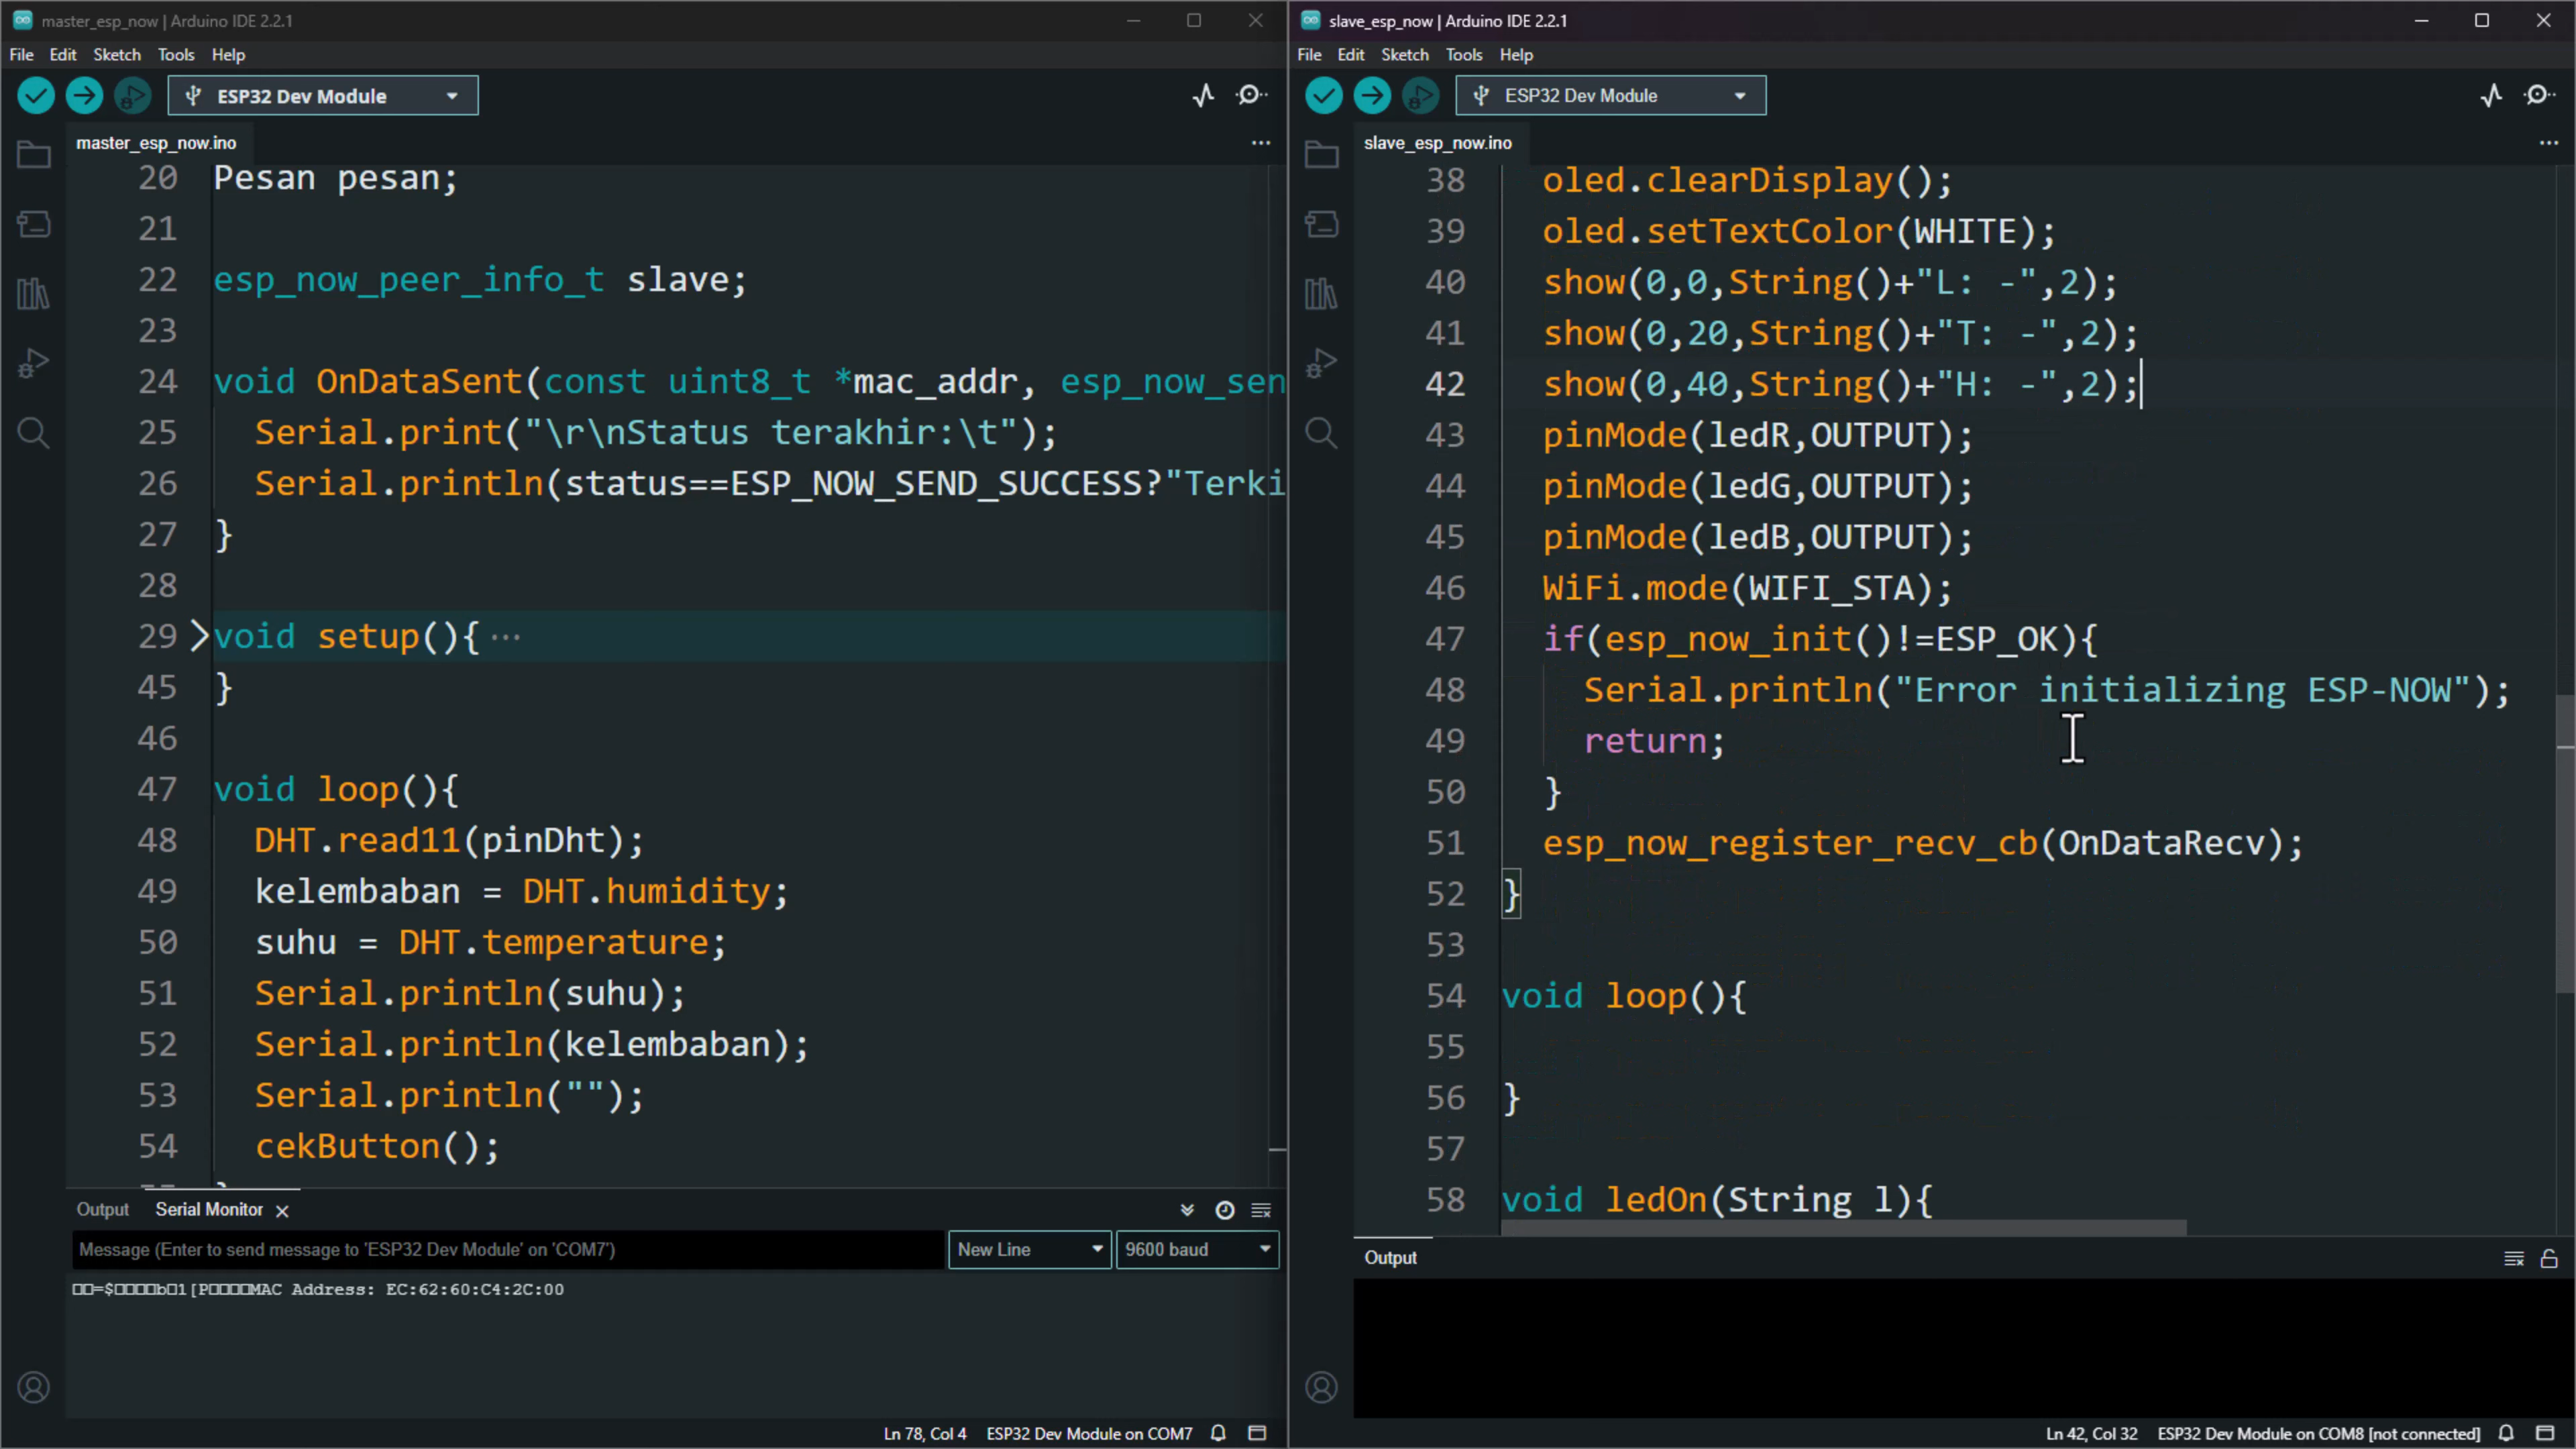 master_esp_now | Arduino IDE 2.2.1
File Edit Sketch Tools Help
ESP32 Dev Module
master_esp_now.ino
20 Pesan pesan;
21
22 esp_now_peer_info_t slave;
23
24 void OnDataSent(const uint8_t *mac_addr, esp_now_sen
25 Serial.print("\r\nStatus terakhir:\t");
26 Serial.println(status==ESP_NOW_SEND_SUCCESS?"Terki
27 }
28
29 void setup(){ ...
45 }
46
47 void loop(){
48 DHT.read11(pinDht);
49 kelembaban = DHT.humidity;
50 suhu = DHT.temperature;
51 Serial.println(suhu);
52 Serial.println(kelembaban);
53 Serial.println("");
54 cekButton();
Output Serial Monitor
Message (Enter to send message to 'ESP32 Dev Module' on 'COM7') New Line 9600 baud
□□=$□□□□b□1[P□□□□MAC Address: EC:62:60:C4:2C:00
Ln 78, Col 4 ESP32 Dev Module on COM7
slave_esp_now | Arduino IDE 2.2.1
File Edit Sketch Tools Help
ESP32 Dev Module
slave_esp_now.ino
38 oled.clearDisplay();
39 oled.setTextColor(WHITE);
40 show(0,0,String()+"L: -",2);
41 show(0,20,String()+"T: -",2);
42 show(0,40,String()+"H: -",2);
43 pinMode(ledR,OUTPUT);
44 pinMode(ledG,OUTPUT);
45 pinMode(ledB,OUTPUT);
46 WiFi.mode(WIFI_STA);
47 if(esp_now_init()!=ESP_OK){
48 Serial.println("Error initializing ESP-NOW");
49 return;
50 }
51 esp_now_register_recv_cb(OnDataRecv);
52 }
53
54 void loop(){
55
56 }
57
58 void ledOn(String l){
Output
Ln 42, Col 32 ESP32 Dev Module on COM8 [not connected]